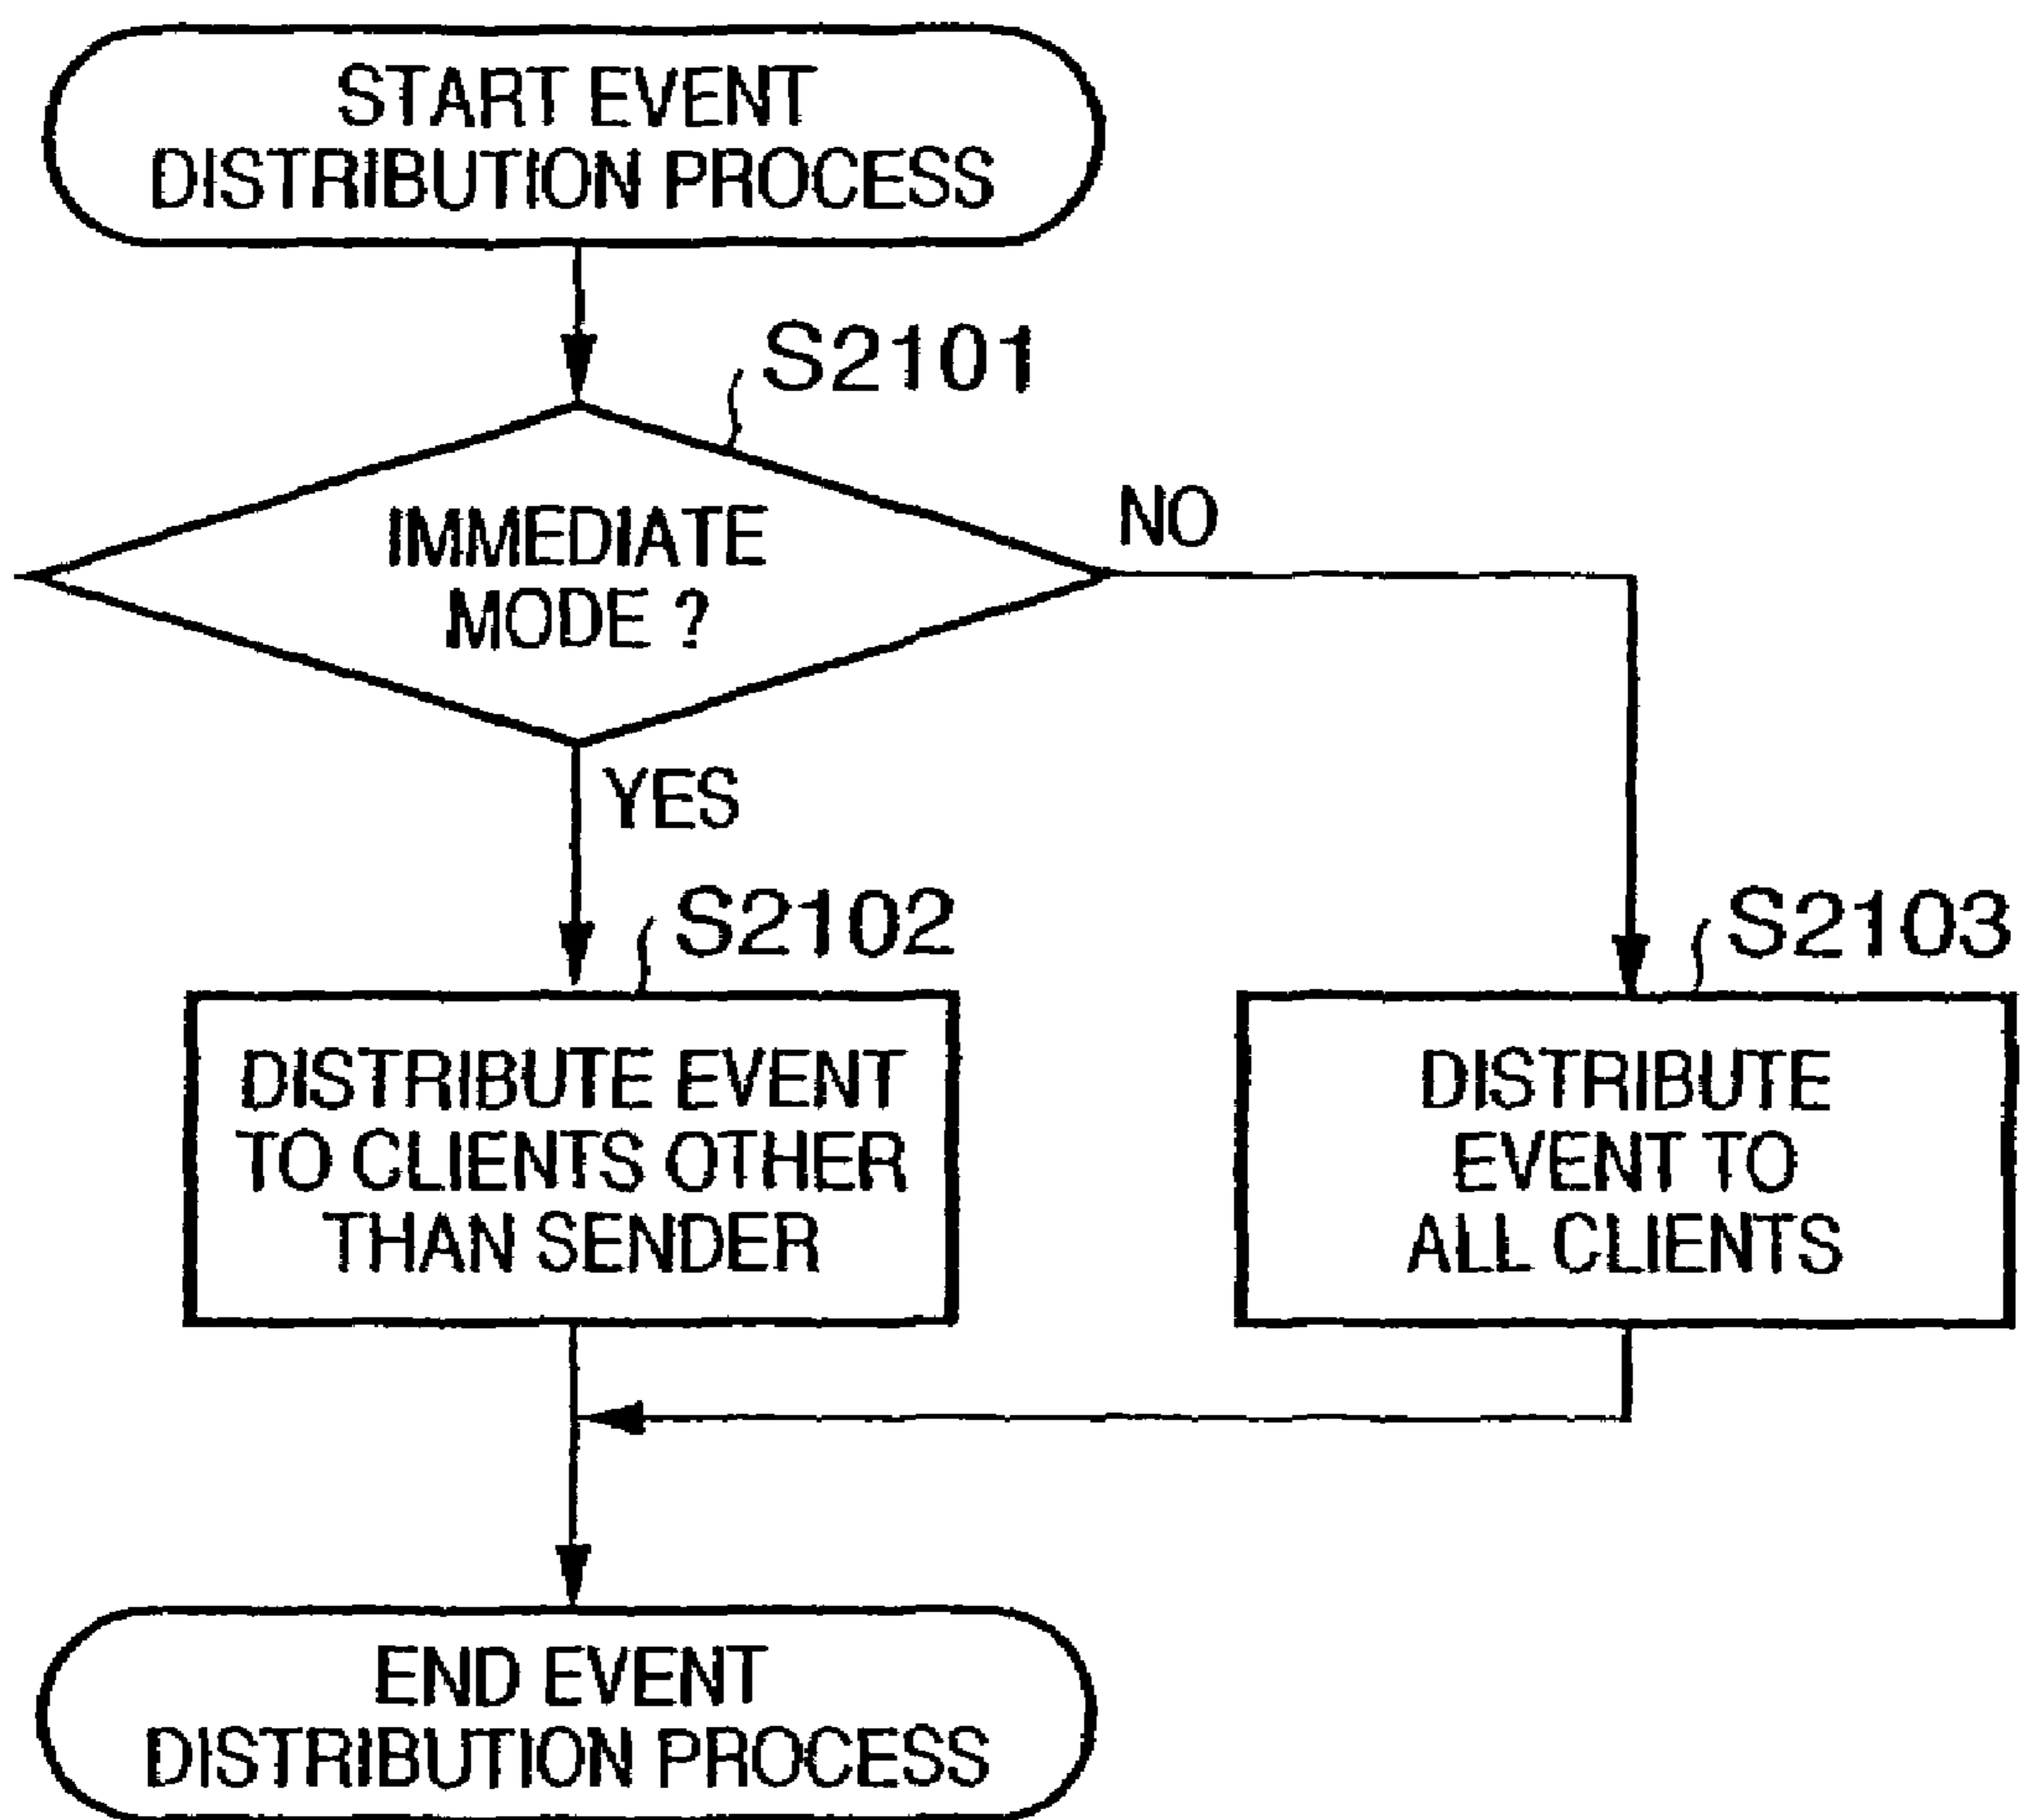 START EVENT
DISTRIBUTION PROCESS
S2101
IMMEDIATE
MODE ?
NO
YES
S2102
DISTRIBUTE EVENT
TO CLIENTS OTHER
THAN SENDER
S2103
DISTRIBUTE
EVENT TO
ALL CLIENTS
END EVENT
DISTRIBUTION PROCESS